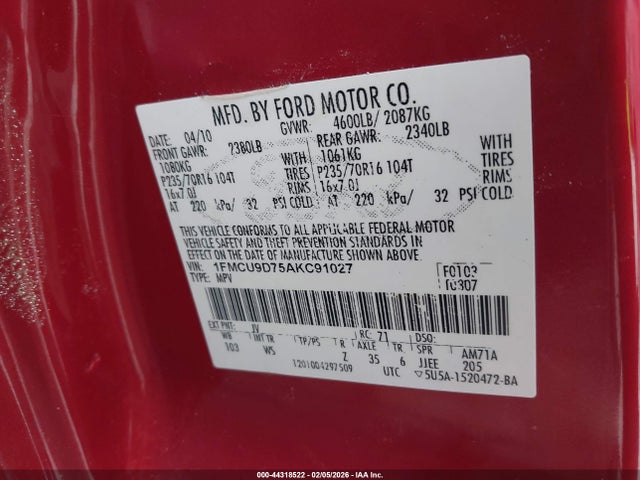 MFD. BY FORD MOTOR CO.
DATE: 04/10 GVWR: 4600LB/ 2087KG
FRONT GAWR: 2380LB REAR GAWR: 2340LB
1080KG WITH 1061KG WITH
P235/70R16 104T TIRES P235/70R16 104T TIRES
16x7.0J RIMS 16x7.0J RIMS
AT 220 kPa/ 32 PSI COLD AT 220 kPa/ 32 PSI COLD
THIS VEHICLE CONFORMS TO ALL APPLICABLE FEDERAL MOTOR
VEHICLE SAFETY AND THEFT PREVENTION STANDARDS IN
EFFECT ON THE DATE OF MANUFACTURE SHOWN ABOVE.
VIN: 1FMCU9D75AKC91027 F0103
TYPE: MPV T0307
EXT PNT: JV RC: 71 DSO:
WB INT TR TP/PS R AXLE TR SPR AM71A
103 WS Z 35 6 JJEE 205
1201004297509 UTC ▽5U5A-1520472-BA
000-44318522 - 02/05/2026 - IAA Inc.